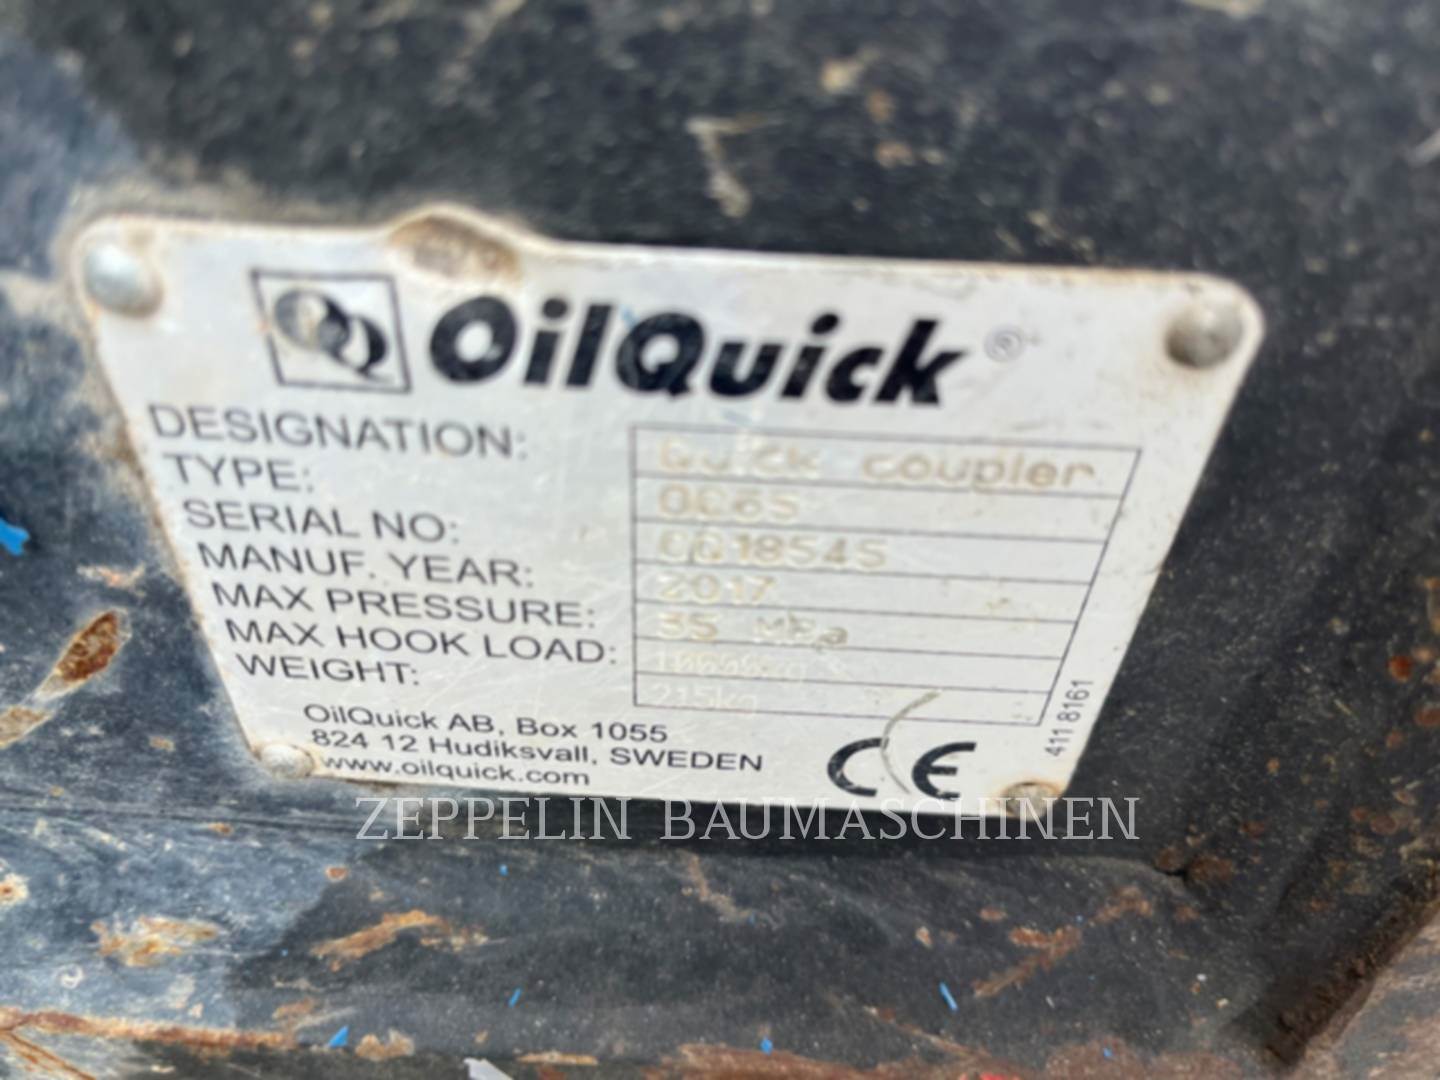 OilQuick ®
DESIGNATION: Quick coupler
TYPE:
SERIAL NO:
MANUF. YEAR: 2017
MAX PRESSURE: 35 MPa
MAX HOOK LOAD:
WEIGHT: 215kg
OilQuick AB, Box 1055
824 12 Hudiksvall, SWEDEN
www.oilquick.com
CE
411 8161
ZEPPELIN BAUMASCHINEN